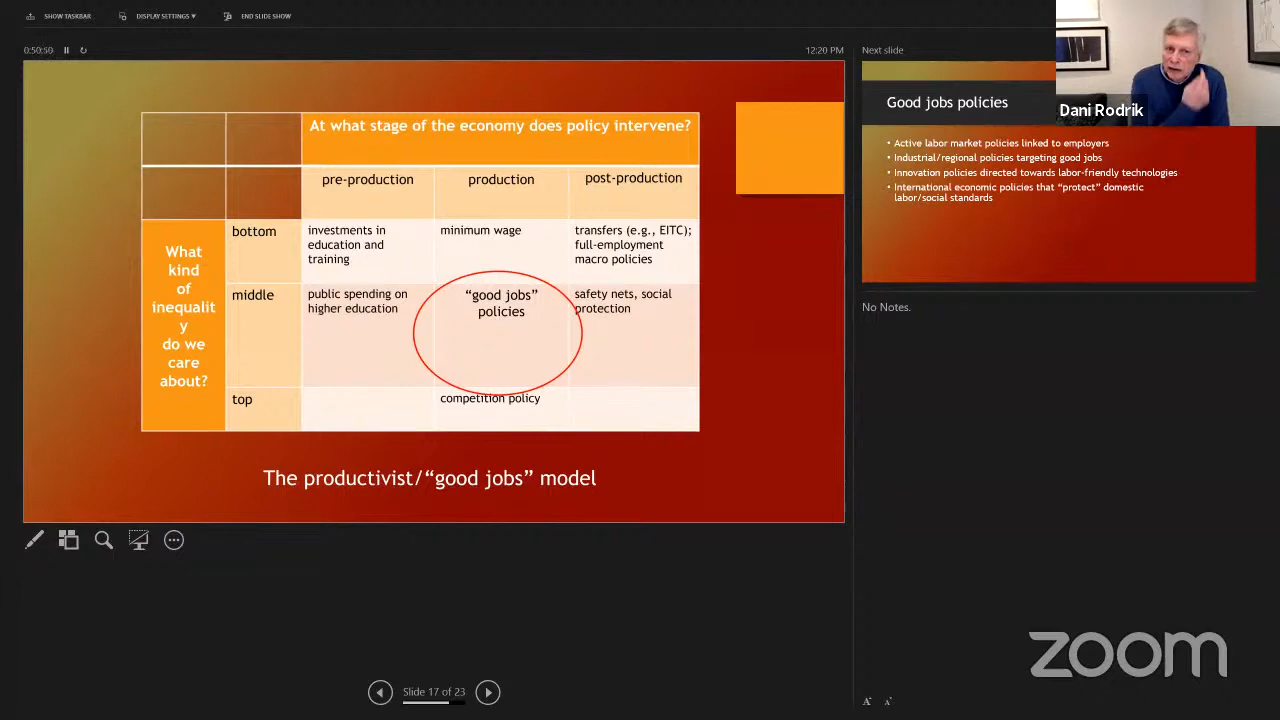 SHOW TASKBAR
DISPLAY SETTINGS ▾
END SLIDE SHOW
0:50:50
12:20 PM
Next slide
At what stage of the economy does policy intervene?
pre-production
production
post-production
What
kind
of
inequalit
y
do we
care
about?
bottom
investments in
education and
training
minimum wage
transfers (e.g., EITC);
full-employment
macro policies
middle
public spending on
higher education
“good jobs”
policies
safety nets, social
protection
top
competition policy
The productivist/“good jobs” model
Dani Rodrik
Good jobs policies
• Active labor market policies linked to employers
• Industrial/regional policies targeting good jobs
• Innovation policies directed towards labor-friendly technologies
• International economic policies that “protect” domestic
labor/social standards
No Notes.
Slide 17 of 23
zoom
A
A